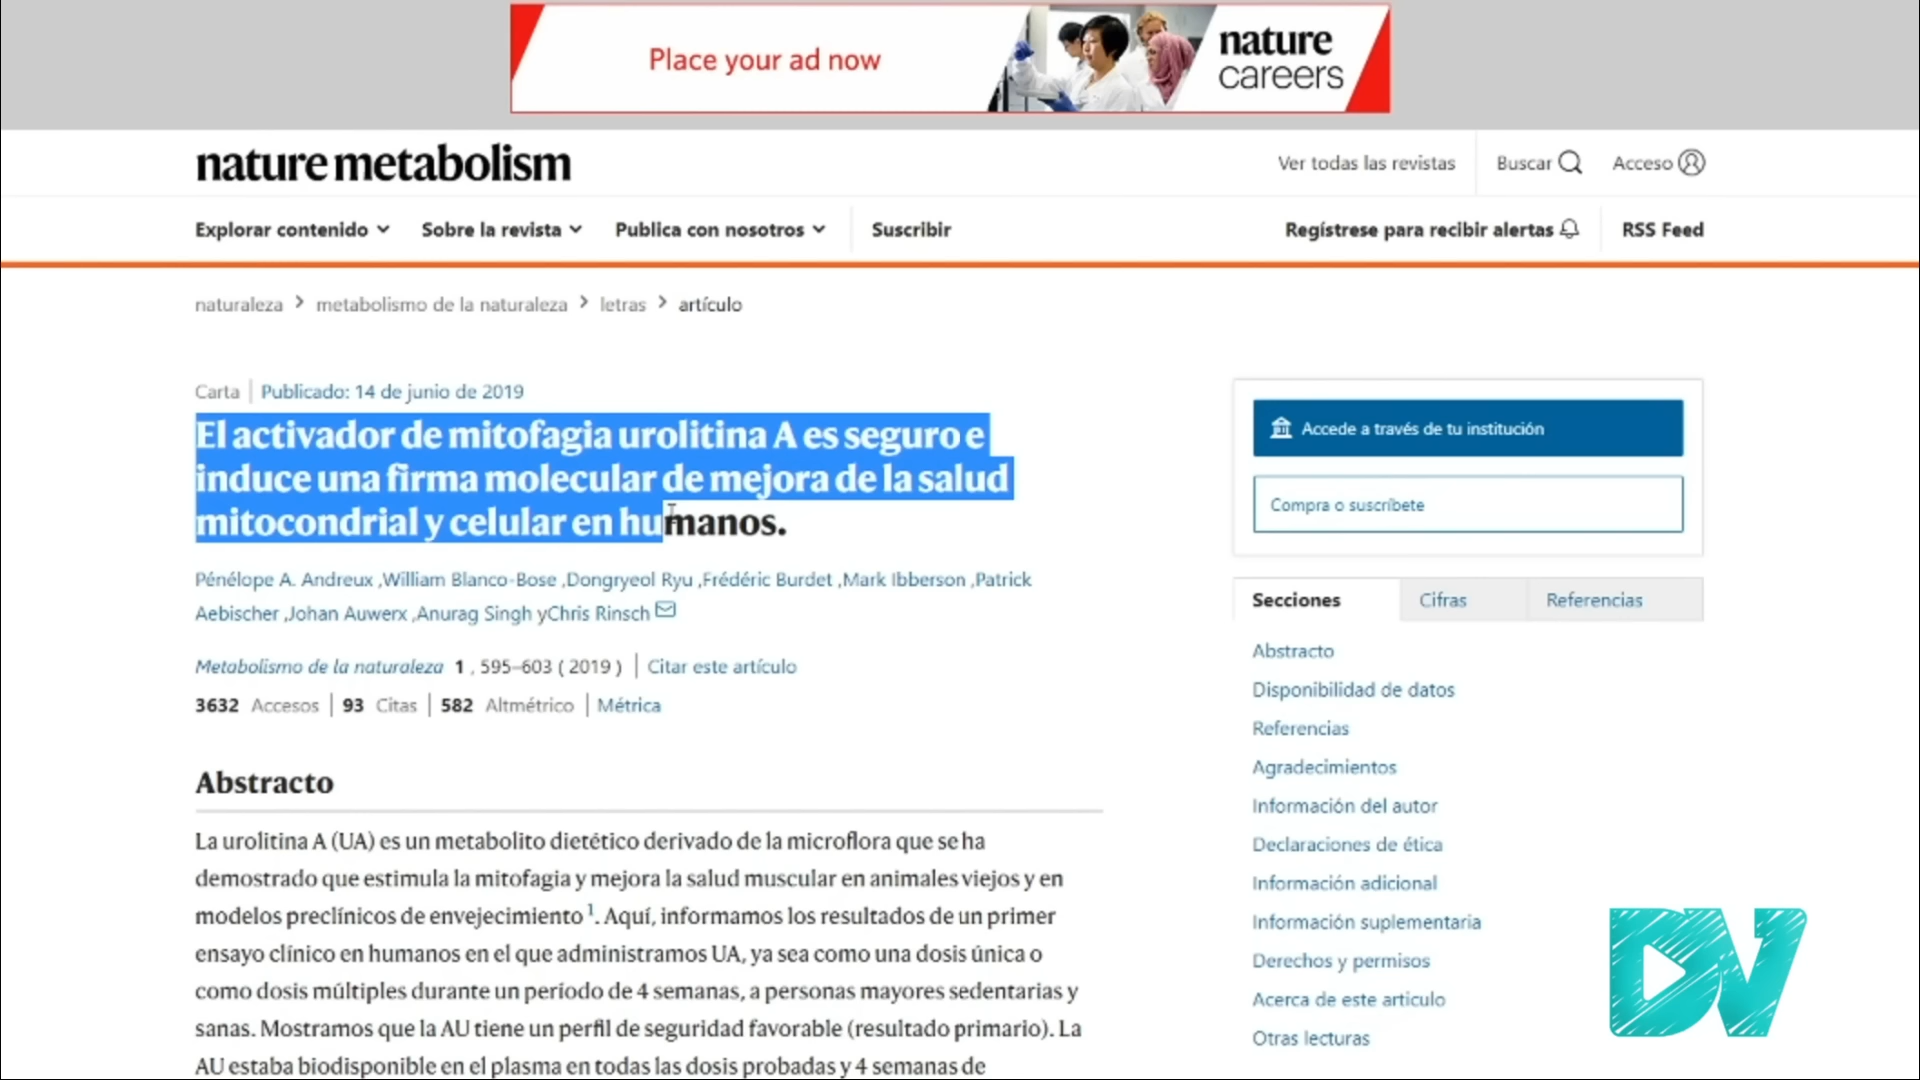 Place your ad now
nature
careers
nature metabolism
Ver todas las revistas
Buscar
Acceso
Explorar contenido
Sobre la revista
Publica con nosotros
Suscribir
Regístrese para recibir alertas
RSS Feed
naturaleza > metabolismo de la naturaleza > letras > artículo
Carta | Publicado: 14 de junio de 2019
El activador de mitofagia urolitina A es seguro e
induce una firma molecular de mejora de la salud
mitocondrial y celular en humanos.
Pénélope A. Andreux ,William Blanco-Bose ,Dongryeol Ryu ,Frédéric Burdet ,Mark Ibberson ,Patrick
Aebischer ,Johan Auwerx ,Anurag Singh yChris Rinsch
Metabolismo de la naturaleza 1 , 595–603 ( 2019 ) | Citar este artículo
3632 Accesos | 93 Citas | 582 Altmétrico | Métrica
Abstracto
La urolitina A (UA) es un metabolito dietético derivado de la microflora que se ha
demostrado que estimula la mitofagia y mejora la salud muscular en animales viejos y en
modelos preclínicos de envejecimiento 1. Aquí, informamos los resultados de un primer
ensayo clínico en humanos en el que administramos UA, ya sea como una dosis única o
como dosis múltiples durante un período de 4 semanas, a personas mayores sedentarias y
sanas. Mostramos que la AU tiene un perfil de seguridad favorable (resultado primario). La
AU estaba biodisponible en el plasma en todas las dosis probadas y 4 semanas de
Accede a través de tu institución
Compra o suscríbete
Secciones
Cifras
Referencias
Abstracto
Disponibilidad de datos
Referencias
Agradecimientos
Información del autor
Declaraciones de ética
Información adicional
Información suplementaria
Derechos y permisos
Acerca de este articulo
Otras lecturas
DV